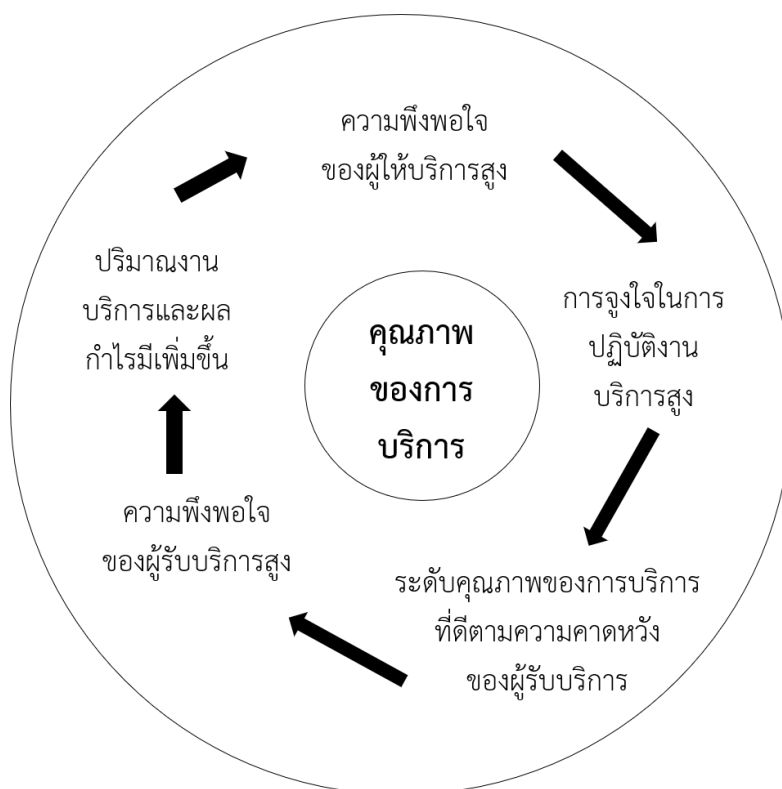 ความพึงพอใจ
ของผู้ให้บริการสูง
การจูงใจในการ
ปฏิบัติงาน
บริการสูง
ระดับคุณภาพของการบริการ
ที่ดีตามความคาดหวัง
ของผู้รับบริการ
ความพึงพอใจ
ของผู้รับบริการสูง
ปริมาณงาน
บริการและผล
กำไรมีเพิ่มขึ้น
คุณภาพ
ของการ
บริการ